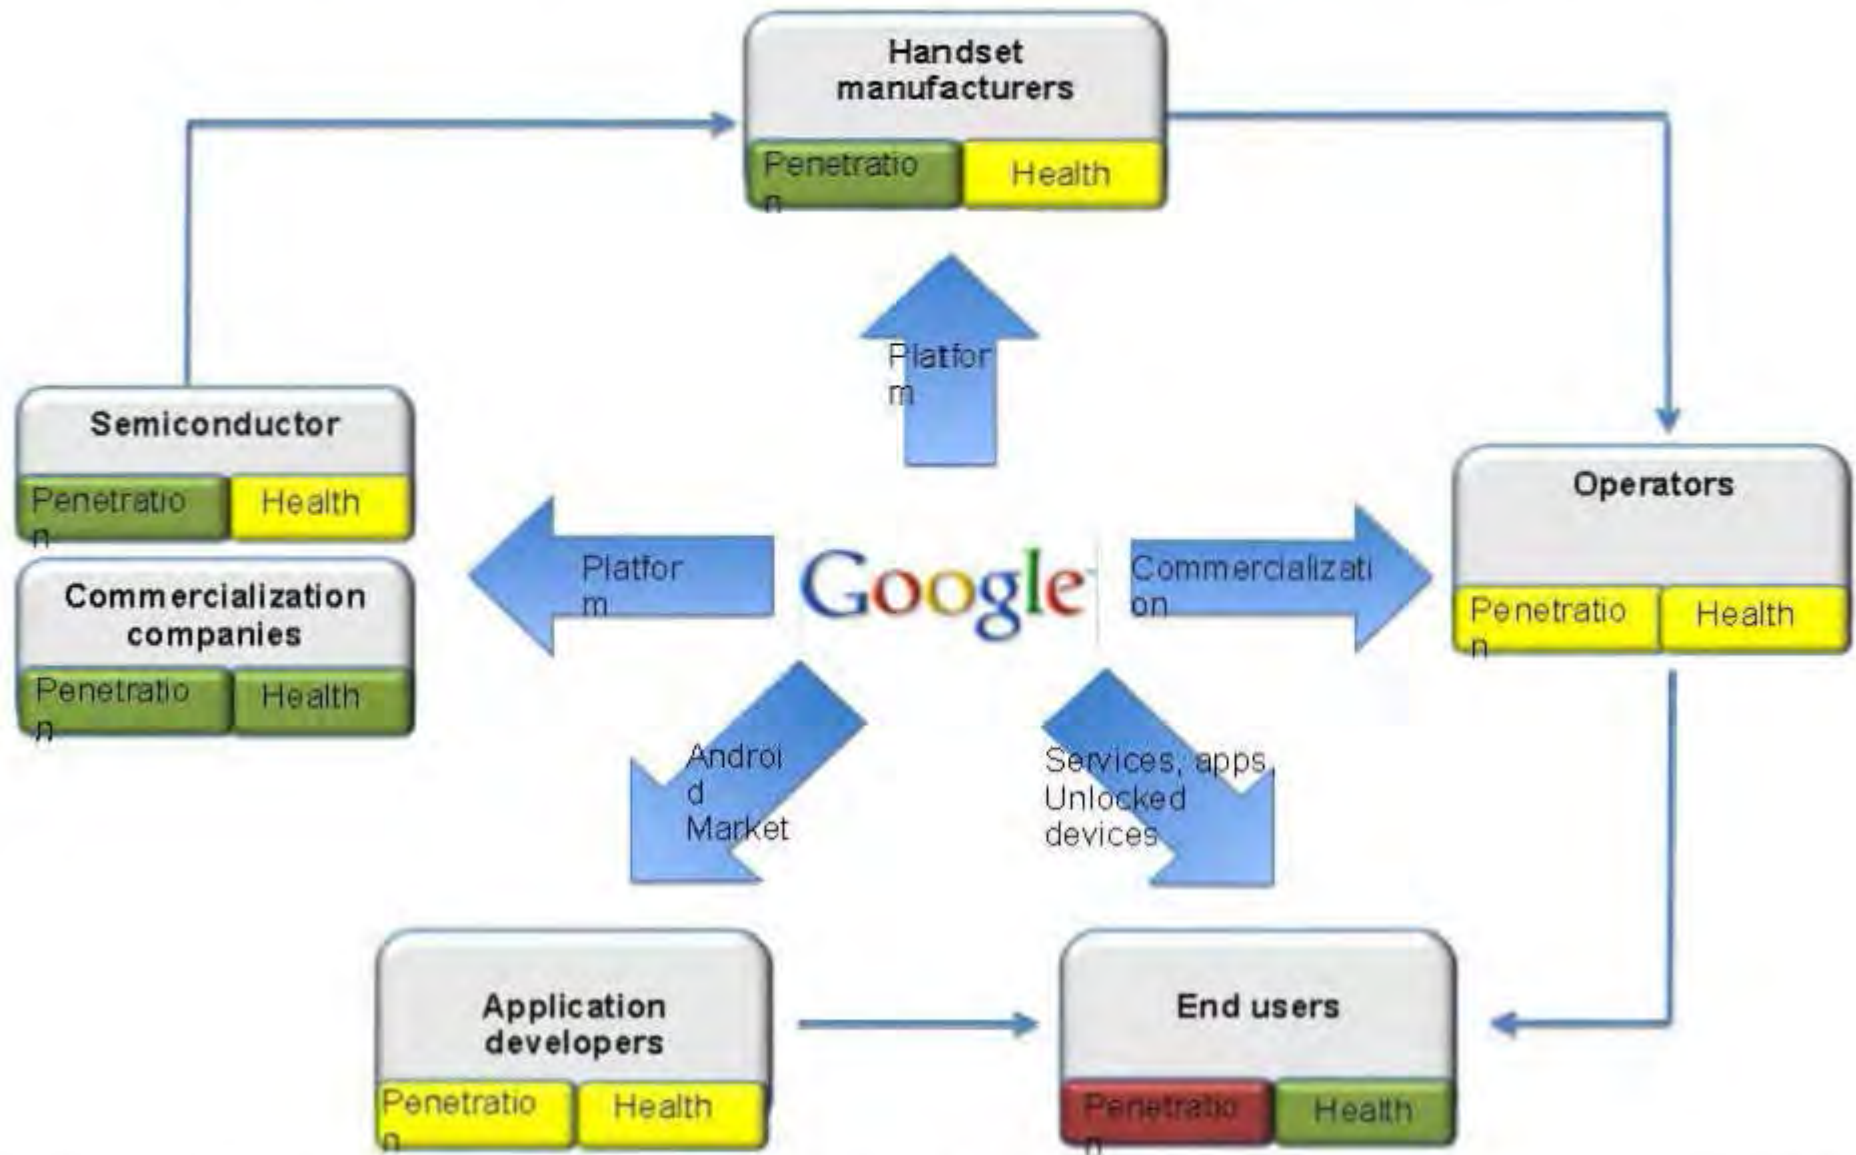 Handset
manufacturers
Penetratio
n
Health
Platfor
m
Semiconductor
Penetratio
n
Health
Commercialization
companies
Penetratio
n
Health
Platfor
m
Google
Commercializati
on
Operators
Penetratio
n
Health
Androi
d
Market
Services, apps,
Unlocked
devices
Application
developers
Penetratio
n
Health
End users
Penetratio
n
Health